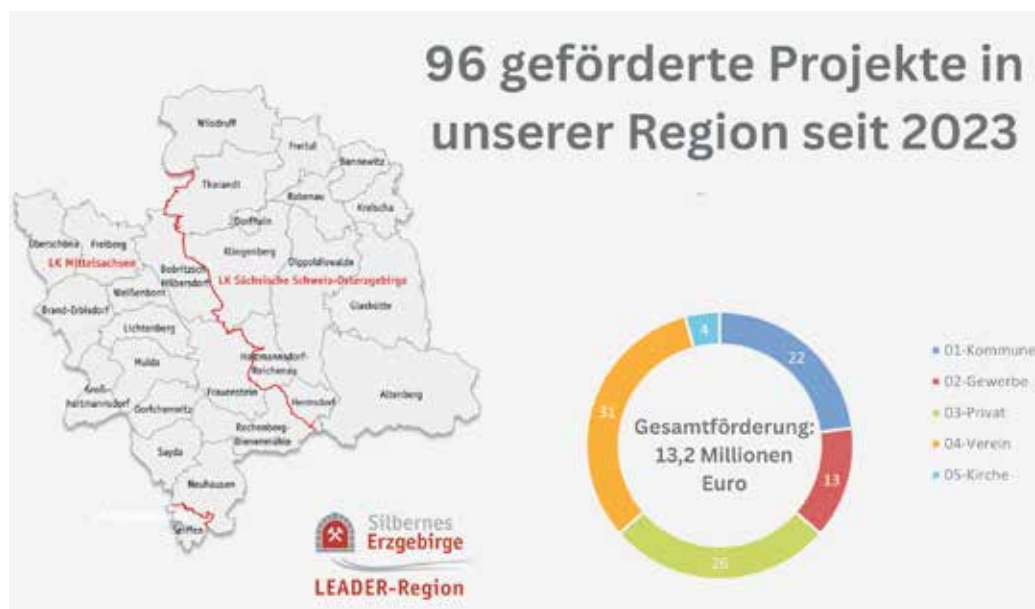 96 geförderte Projekte in
unserer Region seit 2023
Wilsdruff
Freital
Bannewitz
Tharandt
Rabenau
Kreischa
Dorfhain
Oberschöna
Freiberg
Klingenberg
LK Mittelsachsen
Bobritzsch
Hilbersdorf
Dippoldiswalde
LK Sächsische Schweiz-Osterzgebirge
Weißenborn
Glashütte
Brand-Erbisdorf
Lichtenberg
Mulda
Hartmannsdorf
Reichenau
Groß-
hartmannsdorf
Frauenstein
Hermsdorf
Altenberg
Dorfchemnitz
Rechenberg-
Bienenmühle
Sayda
Neuhausen
Seiffen
Silbernes
Erzgebirge
LEADER-Region
4
22
31
13
26
Gesamtförderung:
13,2 Millionen
Euro
01-Kommune
02-Gewerbe
03-Privat
04-Verein
05-Kirche